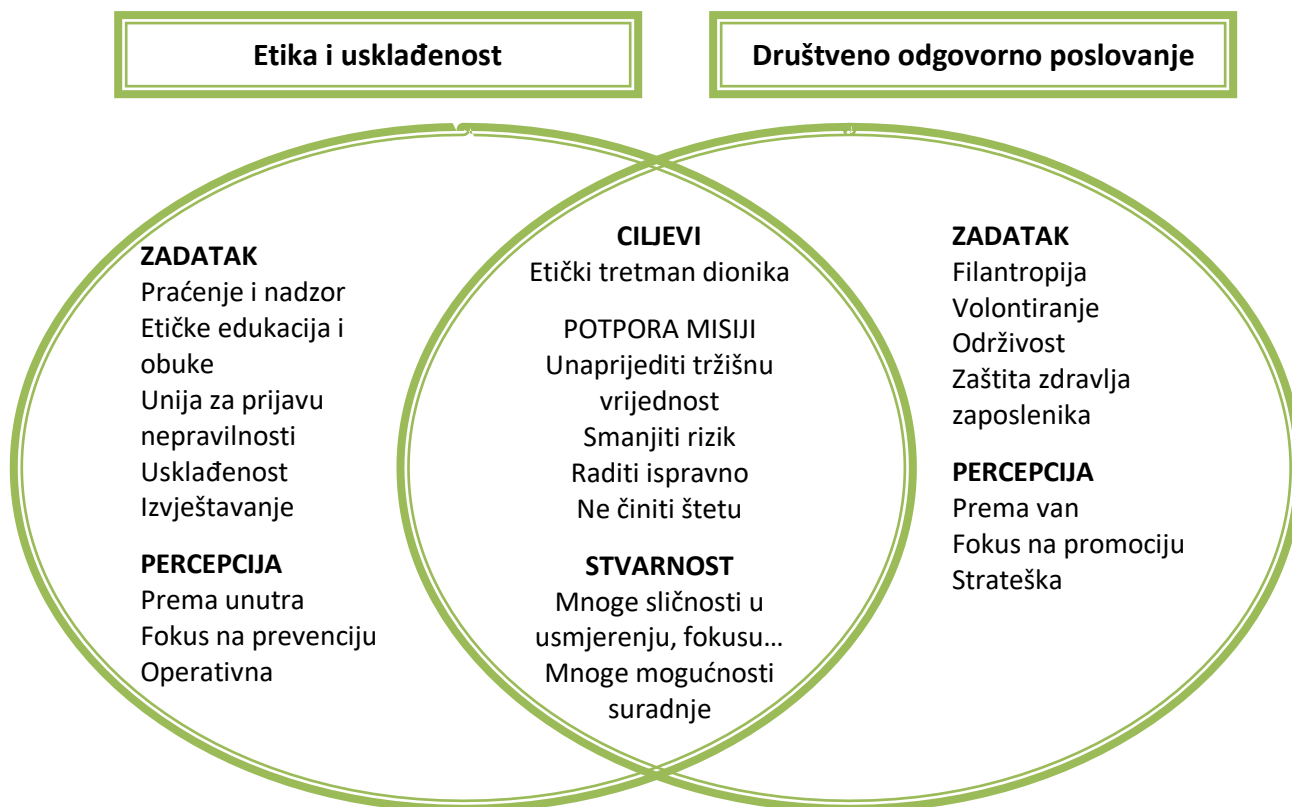 Etika i usklađenost
Društveno odgovorno poslovanje
ZADATAK
Praćenje i nadzor
Etičke edukacija i
obuke
Unija za prijavu
nepravilnosti
Usklađenost
Izvještavanje
PERCEPCIJA
Prema unutra
Fokus na prevenciju
Operativna
CILJEVI
Etički tretman dionika
POTPORA MISIJI
Unaprijediti tržišnu
vrijednost
Smanjiti rizik
Raditi ispravno
Ne činiti štetu
STVARNOST
Mnoge sličnosti u
usmjerenju, fokusu…
Mnoge mogućnosti
suradnje
ZADATAK
Filantropija
Volontiranje
Održivost
Zaštita zdravlja
zaposlenika
PERCEPCIJA
Prema van
Fokus na promociju
Strateška